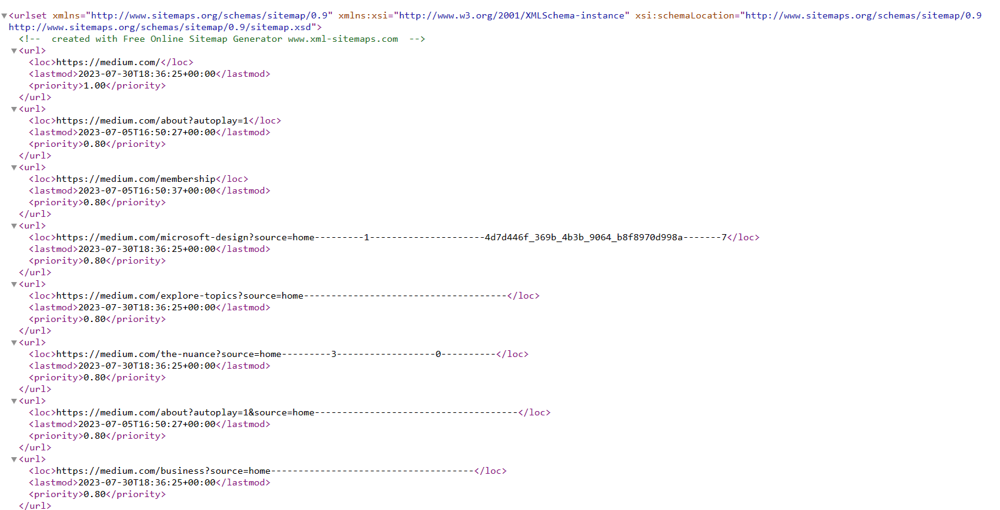 <urlset xmlns="http://www.sitemaps.org/schemas/sitemap/0.9" xmlns:xsi="http://www.w3.org/2001/XMLSchema-instance" xsi:schemaLocation="http://www.sitemaps.org/schemas/sitemap/0.9
http://www.sitemaps.org/schemas/sitemap/0.9/sitemap.xsd">
<!--  created with Free Online Sitemap Generator www.xml-sitemaps.com  -->
<url>
<loc>https://medium.com/</loc>
<lastmod>2023-07-30T18:36:25+00:00</lastmod>
<priority>1.00</priority>
</url>
<url>
<loc>https://medium.com/about?autoplay=1</loc>
<lastmod>2023-07-05T16:50:27+00:00</lastmod>
<priority>0.80</priority>
</url>
<url>
<loc>https://medium.com/membership</loc>
<lastmod>2023-07-05T16:50:37+00:00</lastmod>
<priority>0.80</priority>
</url>
<url>
<loc>https://medium.com/microsoft-design?source=home---------1---------------------4d7d446f_369b_4b3b_9064_b8f8970d998a-------7</loc>
<lastmod>2023-07-30T18:36:25+00:00</lastmod>
<priority>0.80</priority>
</url>
<url>
<loc>https://medium.com/explore-topics?source=home-------------------------------------</loc>
<lastmod>2023-07-30T18:36:25+00:00</lastmod>
<priority>0.80</priority>
</url>
<url>
<loc>https://medium.com/the-nuance?source=home---------3------------------0----------</loc>
<lastmod>2023-07-30T18:36:25+00:00</lastmod>
<priority>0.80</priority>
</url>
<url>
<loc>https://medium.com/about?autoplay=1&source=home-------------------------------------</loc>
<lastmod>2023-07-05T16:50:27+00:00</lastmod>
<priority>0.80</priority>
</url>
<url>
<loc>https://medium.com/business?source=home-------------------------------------</loc>
<lastmod>2023-07-30T18:36:25+00:00</lastmod>
<priority>0.80</priority>
</url>